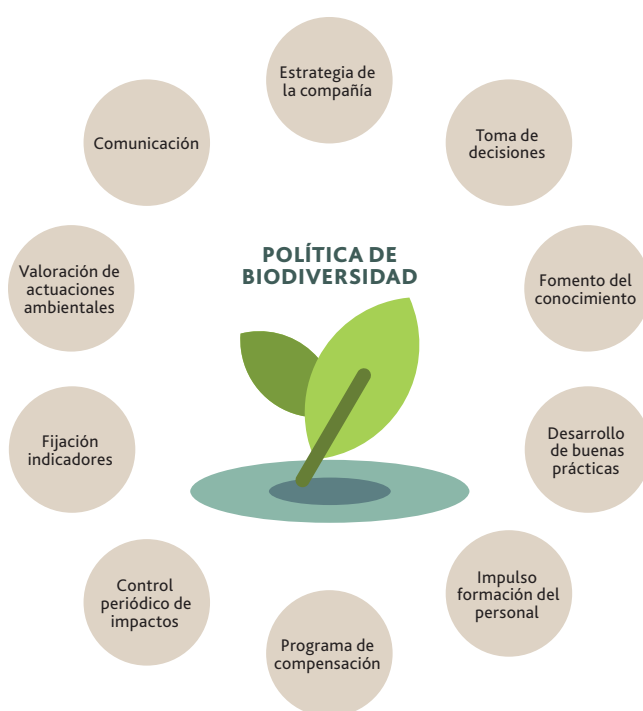 Estrategia de
la compañía
Toma de
decisiones
Fomento del
conocimiento
Desarrollo
de buenas
prácticas
Impulso
formación del
personal
Programa de
compensación
Control
periódico de
impactos
Fijación
indicadores
Valoración de
actuaciones
ambientales
Comunicación
POLÍTICA DE
BIODIVERSIDAD